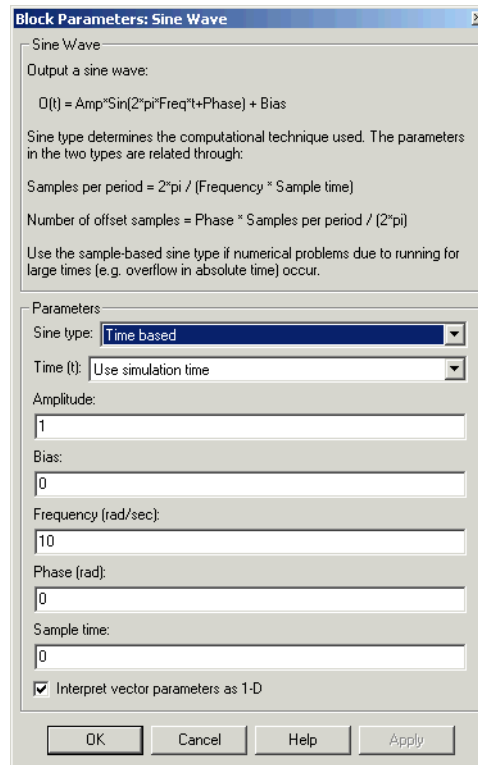 Block Parameters: Sine Wave
Sine Wave
Output a sine wave:
O(t) = Amp*Sin(2*pi*Freq*t+Phase) + Bias
Sine type determines the computational technique used. The parameters
in the two types are related through:
Samples per period = 2*pi / (Frequency * Sample time)
Number of offset samples = Phase * Samples per period / (2*pi)
Use the sample-based sine type if numerical problems due to running for
large times (e.g. overflow in absolute time) occur.
Parameters
Sine type: Time based
Time (t): Use simulation time
Amplitude:
1
Bias:
0
Frequency (rad/sec):
10
Phase (rad):
0
Sample time:
0
Interpret vector parameters as 1-D
OK Cancel Help Apply